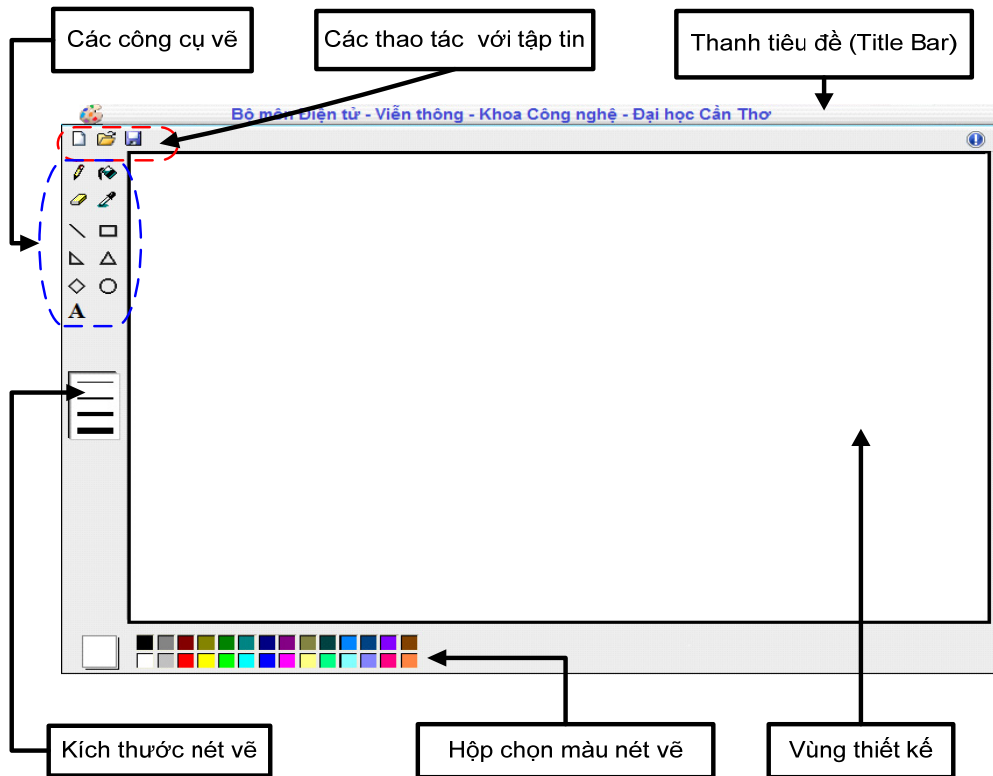 Các công cụ vẽ
Các thao tác với tập tin
Thanh tiêu đề (Title Bar)
Bộ môn Điện tử - Viễn thông - Khoa Công nghệ - Đại học Cần Thơ
A
Kích thước nét vẽ
Hộp chọn màu nét vẽ
Vùng thiết kế